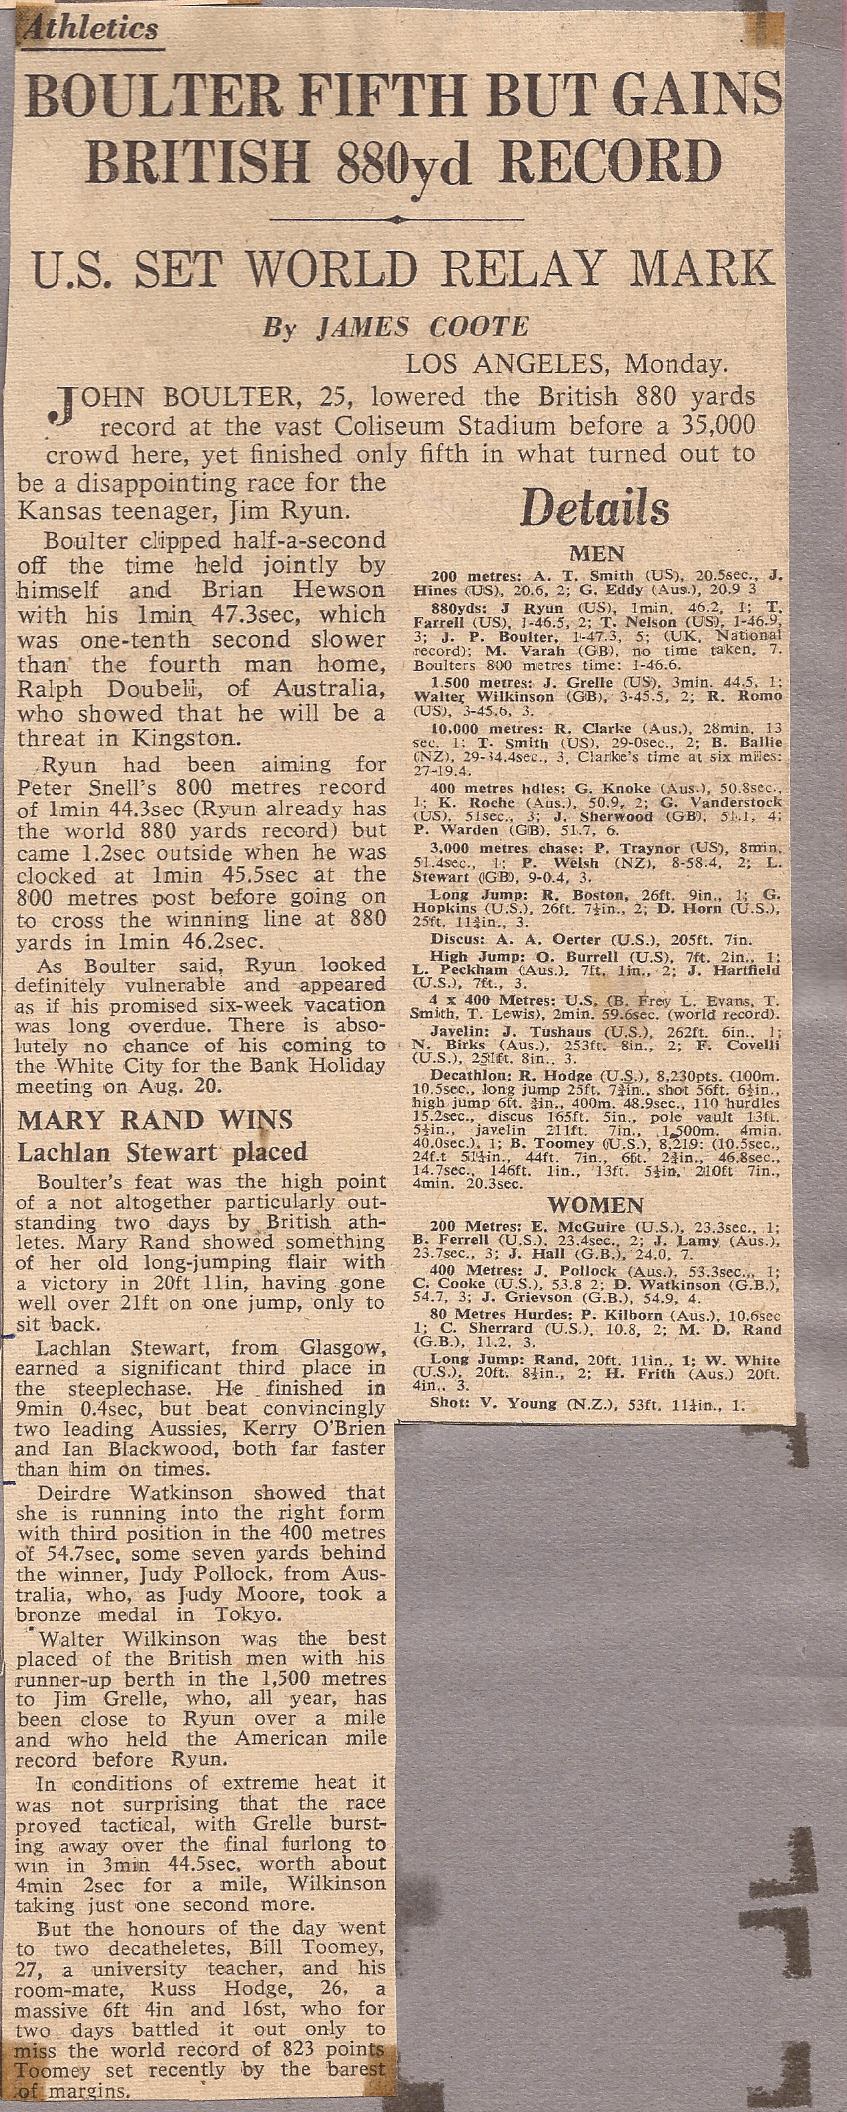 Athletics
BOULTER FIFTH BUT GAINS
BRITISH 880yd RECORD
U.S. SET WORLD RELAY MARK
By JAMES COOTE
LOS ANGELES, Monday.
JOHN BOULTER, 25, lowered the British 880 yards
record at the vast Coliseum Stadium before a 35,000
crowd here, yet finished only fifth in what turned out to
be a disappointing race for the
Kansas teenager, Jim Ryun.
Boulter clipped half-a-second
off the time held jointly by
himself and Brian Hewson
with his 1min 47.3sec, which
was one-tenth second slower
than the fourth man home,
Ralph Doubell, of Australia,
who showed that he will be a
threat in Kingston.
Ryun had been aiming for
Peter Snell's 800 metres record
of 1min 44.3sec (Ryun already has
the world 880 yards record) but
came 1.2sec outside when he was
clocked at 1min 45.5sec at the
800 metres post before going on
to cross the winning line at 880
yards in 1min 46.2sec.
As Boulter said, Ryun looked
definitely vulnerable and appeared
as if his promised six-week vacation
was long overdue. There is abso-
lutely no chance of his coming to
the White City for the Bank Holiday
meeting on Aug. 20.
MARY RAND WINS
Lachlan Stewart placed
Boulter's feat was the high point
of a not altogether particularly out-
standing two days by British ath-
letes. Mary Rand showed something
of her old long-jumping flair with
a victory in 20ft 11in, having gone
well over 21ft on one jump, only to
sit back.
Lachlan Stewart, from Glasgow,
earned a significant third place in
the steeplechase. He finished in
9min 0.4sec, but beat convincingly
two leading Aussies, Kerry O'Brien
and Ian Blackwood, both far faster
than him on times.
Deirdre Watkinson showed that
she is running into the right form
with third position in the 400 metres
of 54.7sec, some seven yards behind
the winner, Judy Pollock, from Aus-
tralia, who, as Judy Moore, took a
bronze medal in Tokyo.
Walter Wilkinson was the best
placed of the British men with his
runner-up berth in the 1,500 metres
to Jim Grelle, who, all year, has
been close to Ryun over a mile
and who held the American mile
record before Ryun.
In conditions of extreme heat it
was not surprising that the race
proved tactical, with Grelle burst-
ing away over the final furlong to
win in 3min 44.5sec, worth about
4min 2sec for a mile, Wilkinson
taking just one second more.
But the honours of the day went
to two decatheletes, Bill Toomey,
27, a university teacher, and his
room-mate, Russ Hodge, 26, a
massive 6ft 4in and 16st, who for
two days battled it out only to
miss the world record of 823 points
Toomey set recently by the barest
of margins.
Details
MEN
200 metres: A. T. Smith (US), 20.5sec., J.
Hines (US), 20.6, 2; G. Eddy (Aus.), 20.9 3
880yds: J Ryun (US), 1min. 46.2, 1; T.
Farrell (US), 1-46.5, 2; T. Nelson (US), 1-46.9,
3; J. P. Boulter, 1-47.3, 5; (UK, National
record); M. Varah (GB), no time taken, 7.
Boulters 800 metres time: 1-46.6.
1,500 metres: J. Grelle (US), 3min. 44.5, 1;
Walter Wilkinson (GB), 3-45.5, 2; R. Romo
(US), 3-45.6, 3.
10,000 metres: R. Clarke (Aus.), 28min. 13
sec. 1; T. Smith (US), 29-0sec., 2; B. Ballie
(NZ), 29-34.4sec., 3. Clarke's time at six miles:
27-19.4.
400 metres hdles: G. Knoke (Aus.), 50.8sec.,
1; K. Roche (Aus.), 50.9, 2; G. Vanderstock
(US), 51sec., 3; J. Sherwood (GB), 51.1, 4;
P. Warden (GB), 51.7, 6.
3,000 metres chase: P. Traynor (US), 8min.
51.4sec., 1; P. Welsh (NZ), 8-58.4, 2; L.
Stewart (GB), 9-0.4, 3.
Long Jump: R. Boston, 26ft. 9in., 1; G.
Hopkins (U.S.), 26ft. 7½in., 2; D. Horn (U.S.),
25ft. 11¾in., 3.
Discus: A. A. Oerter (U.S.), 205ft. 7in.
High Jump: O. Burrell (U.S), 7ft. 2in., 1;
L. Peckham (Aus.), 7ft. 1in., 2; J. Hartfield
(U.S.), 7ft., 3.
4 x 400 Metres: U.S. (B. Frey L. Evans, T.
Smith, T. Lewis), 2min. 59.6sec. (world record).
Javelin: J. Tushaus (U.S.), 262ft. 6in., 1;
N. Birks (Aus.), 253ft. 8in., 2; F. Covelli
(U.S.), 251ft. 8in., 3.
Decathlon: R. Hodge (U.S.), 8,230pts. (100m.
10.5sec., long jump 25ft. 7¾in., shot 56ft. 6½in.,
high jump 6ft. ¾in., 400m. 48.9sec., 110 hurdles
15.2sec., discus 165ft. 5in., pole vault 13ft.
5½in., javelin 211ft. 7in., 1,500m. 4min.
40.0sec.), 1; B. Toomey (U.S.), 8,219: (10.5sec.,
24f.t 5in., 44ft. 7in., 6ft. 2¾in., 46.8sec.,
14.7sec., 146ft. 1in., 13ft. 5½in, 210ft 7in.,
4min. 20.3sec.
WOMEN
200 Metres: E. McGuire (U.S.), 23.3sec., 1;
B. Ferrell (U.S.), 23.4sec., 2; J. Lamy (Aus.),
23.7sec., 3; J. Hall (G.B.), 24.0, 7.
400 Metres: J. Pollock (Aus.), 53.3sec.,, 1;
C. Cooke (U.S.), 53.8 2; D. Watkinson (G.B.),
54.7, 3; J. Grievson (G.B.), 54.9, 4.
80 Metres Hurdes: P. Kilborn (Aus.), 10.6sec
1; C. Sherrard (U.S.), 10.8, 2; M. D. Rand
(G.B.), 11.2, 3.
Long Jump: Rand, 20ft. 11in., 1; W. White
(U.S.), 20ft. 8½in., 2; H. Frith (Aus.) 20ft.
4in., 3.
Shot: V. Young (N.Z.), 53ft. 11¼in., 1.